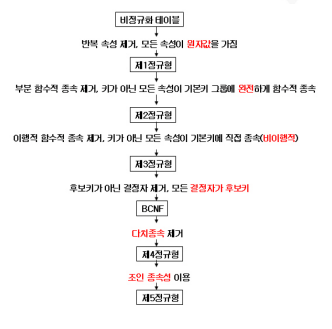 비정규화 테이블
반복 속성 제거, 모든 속성이 원자값을 가짐
제1정규형
부분 함수적 종속 제거, 키가 아닌 모든 속성이 기본키 그룹에 완전하게 함수적 종속
제2정규형
이행적 함수적 종속 제거, 키가 아닌 모든 속성이 기본키에 직접 종속(비이행적)
제3정규형
후보키가 아닌 결정자 제거, 모든 결정자가 후보키
BCNF
다치종속 제거
제4정규형
조인 종속성 이용
제5정규형